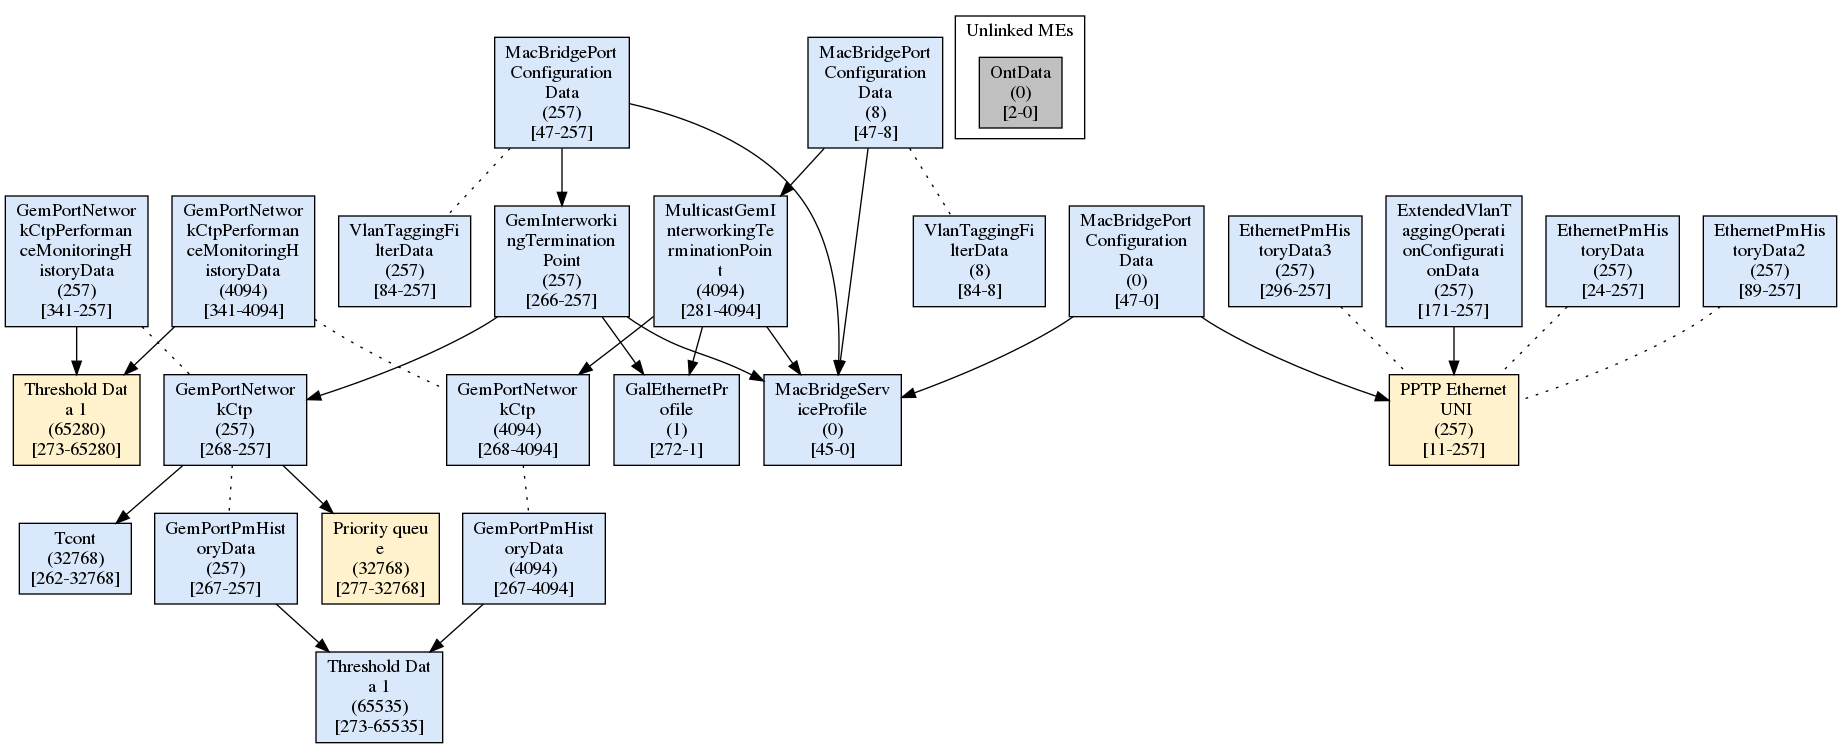 Unlinked MEs
OntData
(0)
[2-0]
MacBridgePort
Configuration
Data
(257)
[47-257]
MacBridgePort
Configuration
Data
(8)
[47-8]
GemPortNetwor
kCtpPerforman
ceMonitoringH
istoryData
(257)
[341-257]
GemPortNetwor
kCtpPerforman
ceMonitoringH
istoryData
(4094)
[341-4094]
VlanTaggingFi
lterData
(257)
[84-257]
GemInterworki
ngTermination
Point
(257)
[266-257]
MulticastGemI
nterworkingTe
rminationPoin
t
(4094)
[281-4094]
VlanTaggingFi
lterData
(8)
[84-8]
MacBridgePort
Configuration
Data
(0)
[47-0]
EthernetPmHis
toryData3
(257)
[296-257]
ExtendedVlanT
aggingOperati
onConfigurati
onData
(257)
[171-257]
EthernetPmHis
toryData
(257)
[24-257]
EthernetPmHis
toryData2
(257)
[89-257]
Threshold Dat
a 1
(65280)
[273-65280]
GemPortNetwor
kCtp
(257)
[268-257]
GemPortNetwor
kCtp
(4094)
[268-4094]
GalEthernetPr
ofile
(1)
[272-1]
MacBridgeServ
iceProfile
(0)
[45-0]
PPTP Ethernet
UNI
(257)
[11-257]
Tcont
(32768)
[262-32768]
GemPortPmHist
oryData
(257)
[267-257]
Priority queu
e
(32768)
[277-32768]
GemPortPmHist
oryData
(4094)
[267-4094]
Threshold Dat
a 1
(65535)
[273-65535]